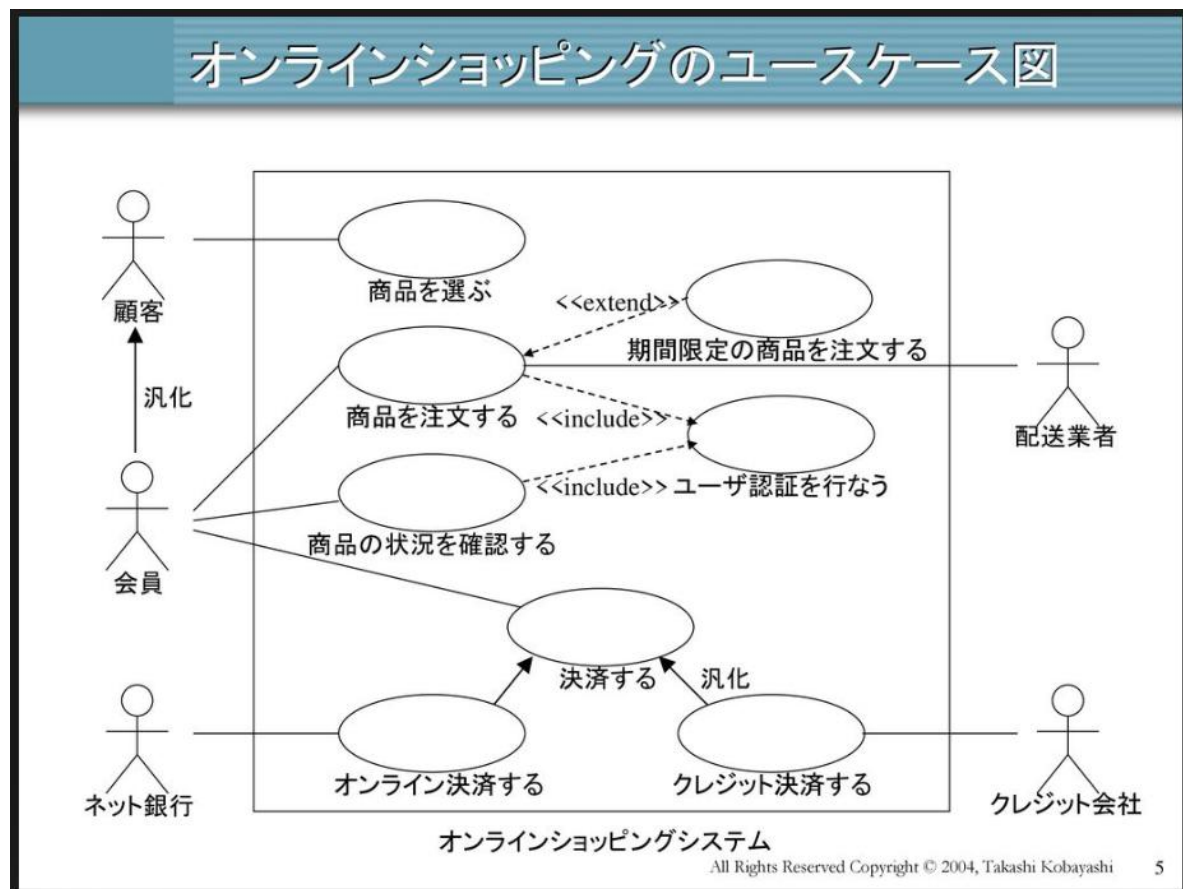 オンラインショッピングのユースケース図
顧客
商品を選ぶ
<<extend>>
期間限定の商品を注文する
汎化
商品を注文する
<<include>>
配送業者
<<include>>
ユーザ認証を行なう
商品の状況を確認する
会員
決済する
汎化
オンライン決済する
クレジット決済する
ネット銀行
クレジット会社
オンラインショッピングシステム
All Rights Reserved Copyright © 2004, Takashi Kobayashi
5